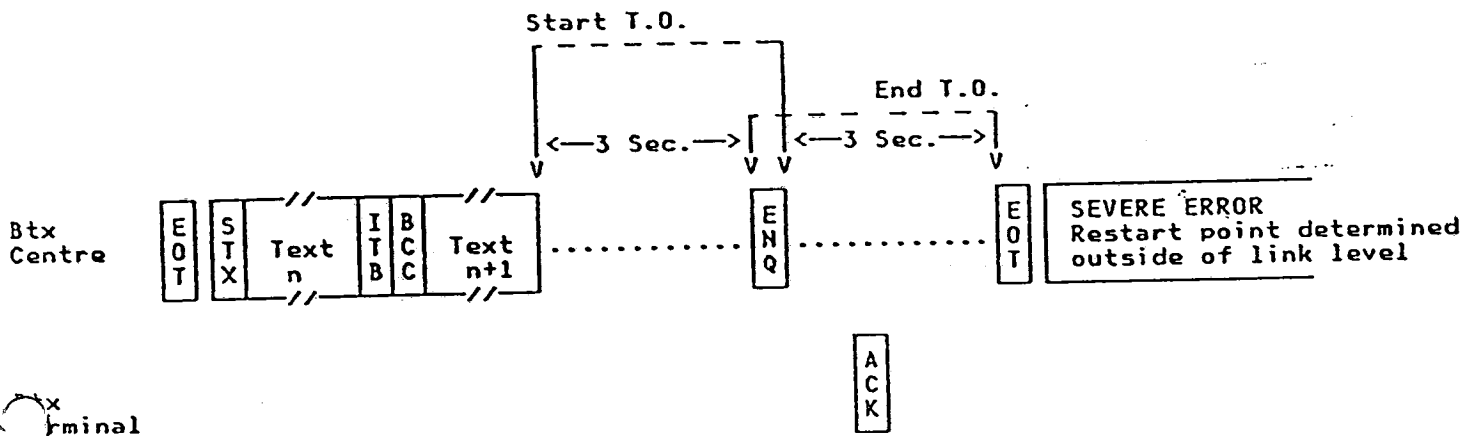 Start T.O.
End T.O.
<—3 Sec.—>
<—3 Sec.—>
Btx Centre
EOT
STX
Text n
ITB
BCC
Text n+1
ENQ
EOT
SEVERE ERROR
Restart point determined
outside of link level
ACK